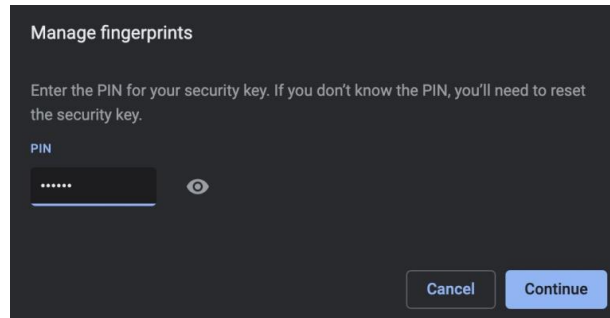 Manage fingerprints
Enter the PIN for your security key. If you don’t know the PIN, you’ll need to reset
the security key.
PIN
••••••
Cancel
Continue